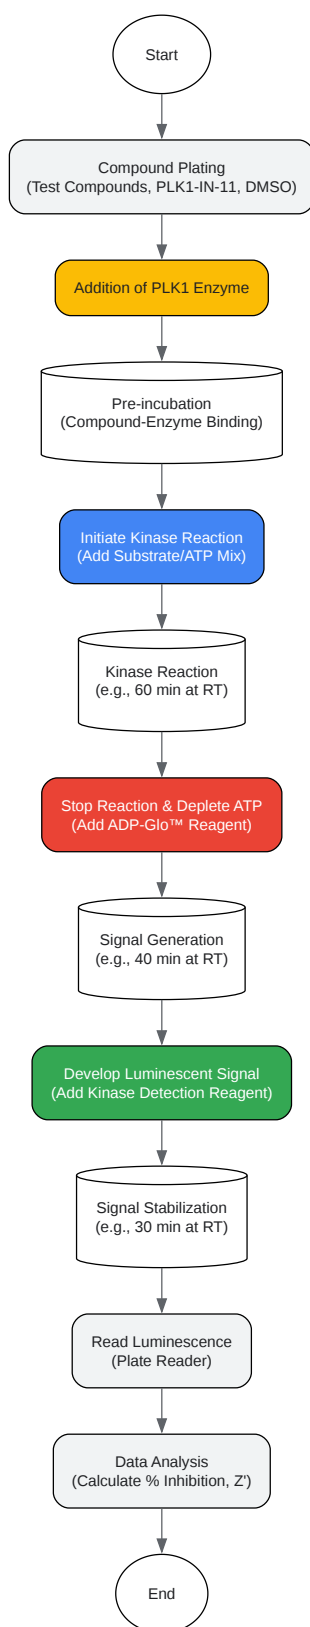 Start
Compound Plating
(Test Compounds, PLK1-IN-11, DMSO)
Addition of PLK1 Enzyme
Pre-incubation
(Compound-Enzyme Binding)
Initiate Kinase Reaction
(Add Substrate/ATP Mix)
Kinase Reaction
(e.g., 60 min at RT)
Stop Reaction & Deplete ATP
(Add ADP-Glo™ Reagent)
Signal Generation
(e.g., 40 min at RT)
Develop Luminescent Signal
(Add Kinase Detection Reagent)
Signal Stabilization
(e.g., 30 min at RT)
Read Luminescence
(Plate Reader)
Data Analysis
(Calculate % Inhibition, Z')
End